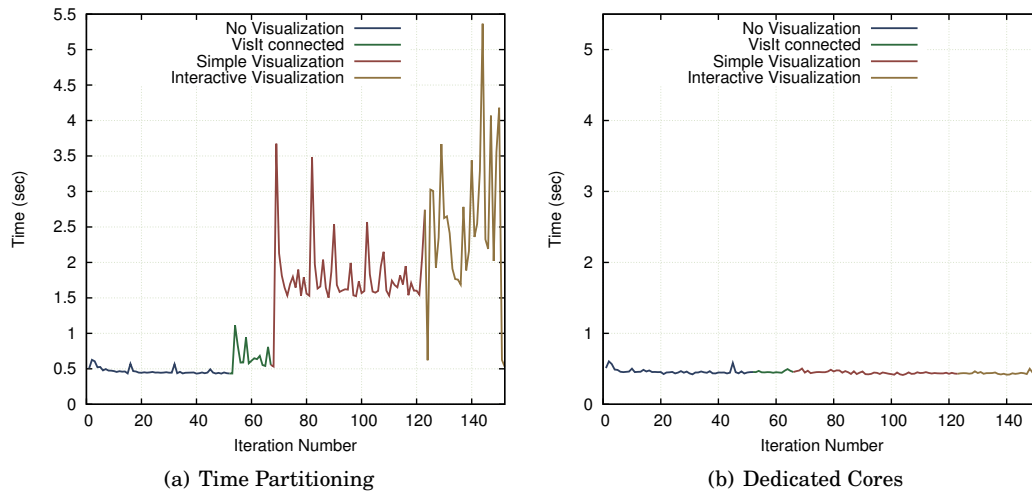 5.5
5
4.5
4
3.5
3
2.5
2
1.5
1
0.5
0
Time (sec)
No Visualization
VisIt connected
Simple Visualization
Interactive Visualization
0 20 40 60 80 100 120 140
Iteration Number
(a) Time Partitioning
5
4
3
2
1
0
Time (sec)
No Visualization
VisIt connected
Simple Visualization
Interactive Visualization
0 20 40 60 80 100 120 140
Iteration Number
(b) Dedicated Cores